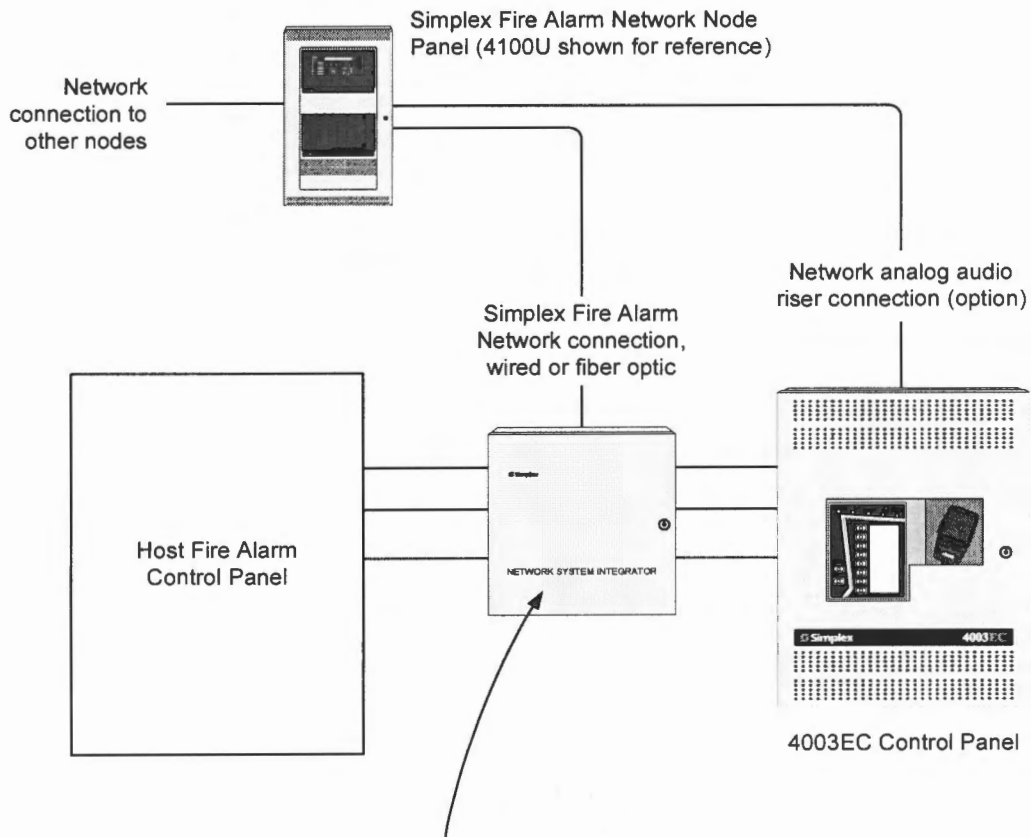 Simplex Fire Alarm Network Node
Panel (4100U shown for reference)
Network
connection to
other nodes
Network analog audio
riser connection (option)
Simplex Fire Alarm
Network connection,
wired or fiber optic
Host Fire Alarm
Control Panel
Simplex
NETWORK SYSTEM INTEGRATOR
Simplex 4003EC
4003EC Control Panel